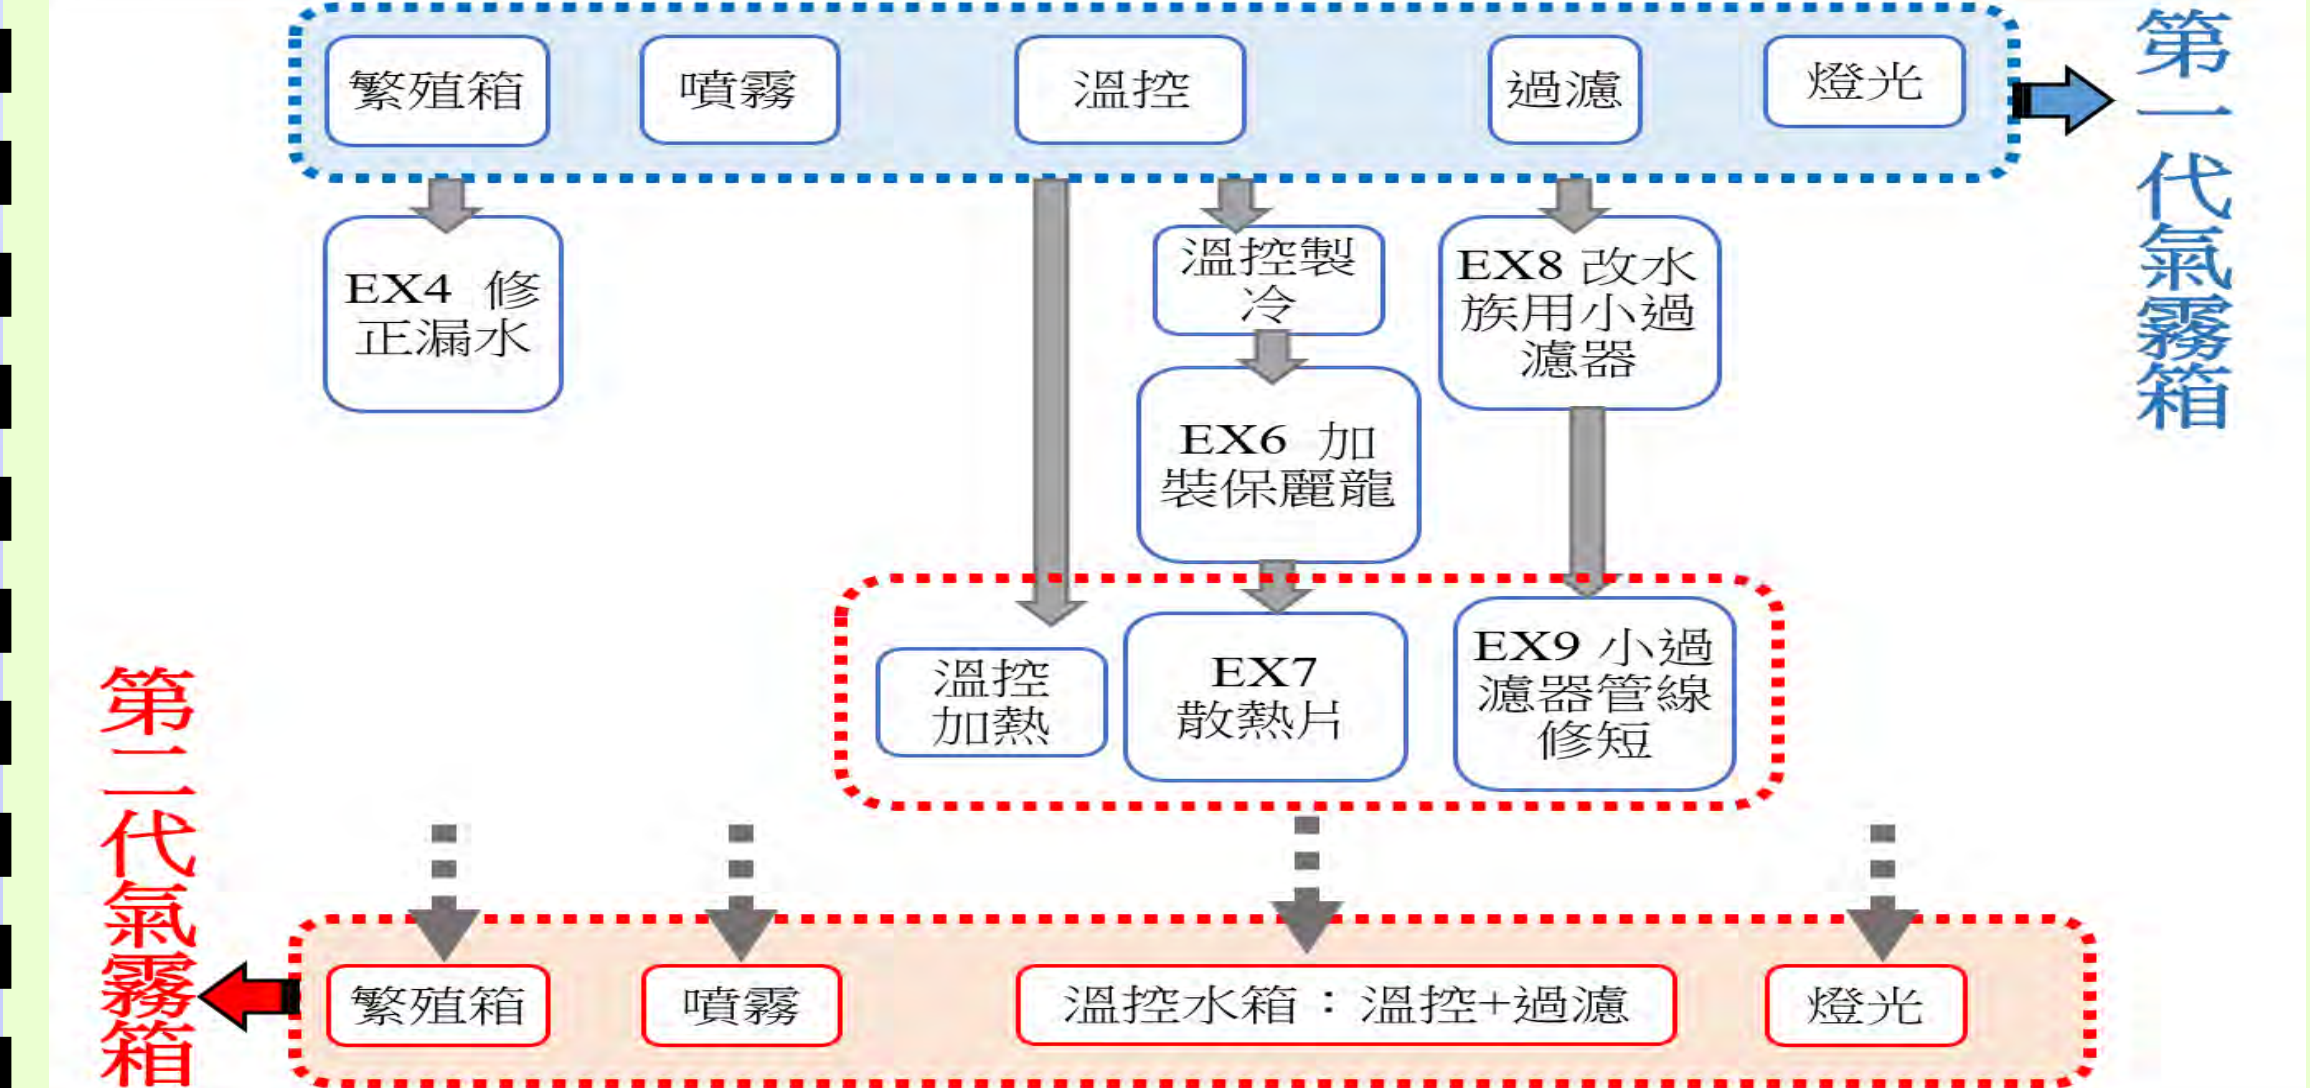 繁殖箱
噴霧
溫控
過濾
燈光
第一代氣霧箱
EX4 修
正漏水
溫控製
冷
EX8 改水
族用小過
濾器
EX6 加
裝保麗龍
溫控
加熱
EX7
散熱片
EX9 小過
濾器管線
修短
第二代氣霧箱
繁殖箱
噴霧
溫控水箱：溫控+過濾
燈光